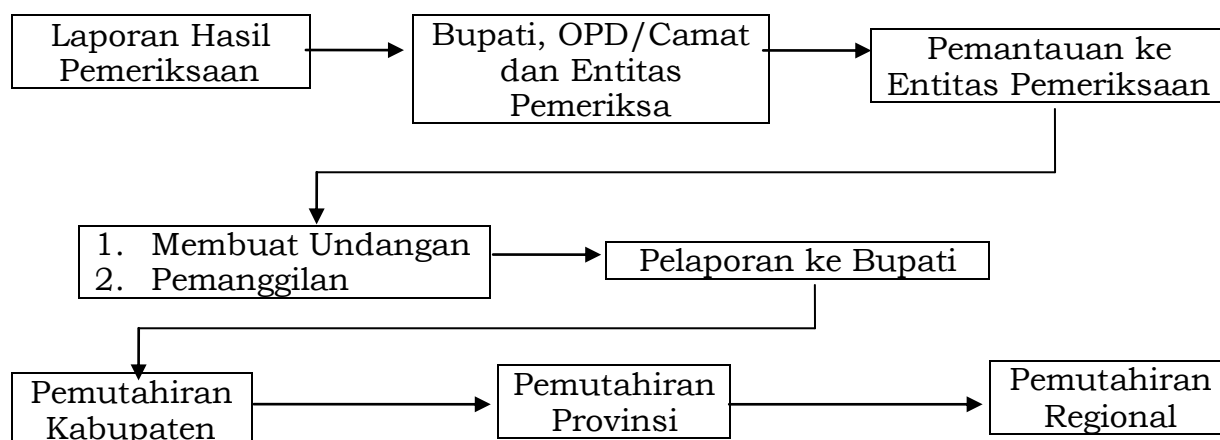 Laporan Hasil
Pemeriksaan
Bupati, OPD/Camat
dan Entitas
Pemeriksa
Pemantauan ke
Entitas Pemeriksaan
1. Membuat Undangan
2. Pemanggilan
Pelaporan ke Bupati
Pemutahiran
Kabupaten
Pemutahiran
Provinsi
Pemutahiran
Regional